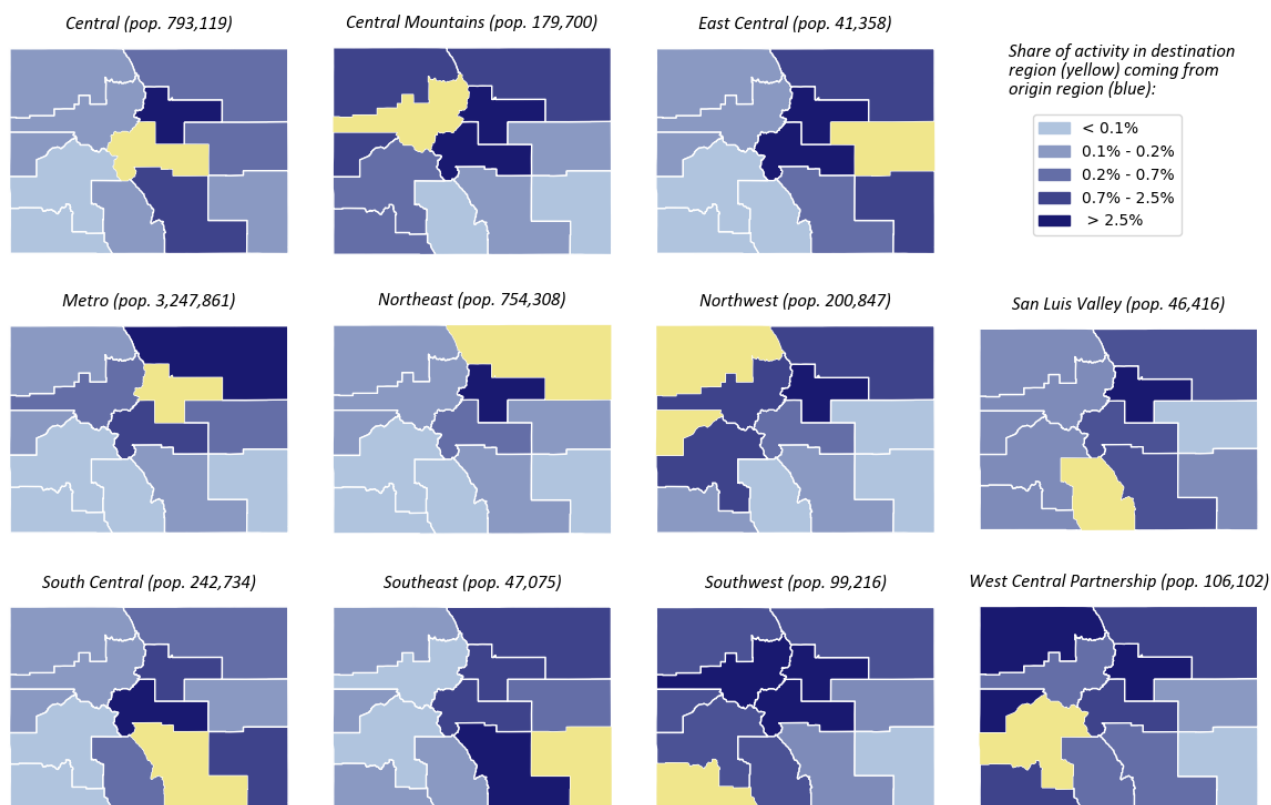 Central (pop. 793,119)
Central Mountains (pop. 179,700)
East Central (pop. 41,358)
Share of activity in destination
region (yellow) coming from
origin region (blue):
< 0.1%
0.1% - 0.2%
0.2% - 0.7%
0.7% - 2.5%
> 2.5%
Metro (pop. 3,247,861)
Northeast (pop. 754,308)
Northwest (pop. 200,847)
San Luis Valley (pop. 46,416)
South Central (pop. 242,734)
Southeast (pop. 47,075)
Southwest (pop. 99,216)
West Central Partnership (pop. 106,102)